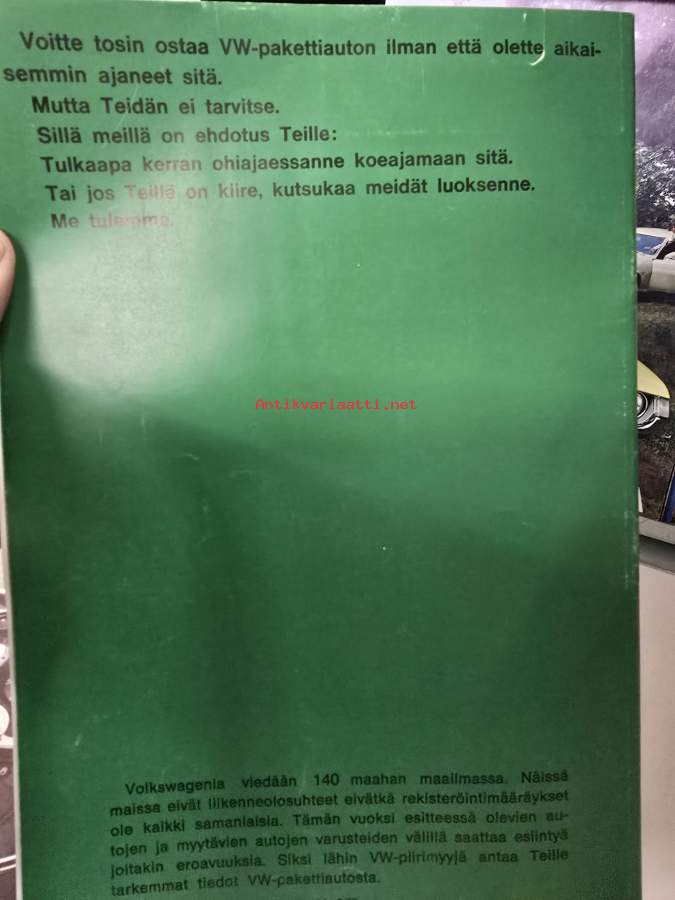 Voitte tosin ostaa VW-pakettiauton ilman että olette aikai-
semmin ajaneet sitä.
Mutta Teidän ei tarvitse.
Sillä meillä on ehdotus Teille:
Tulkaapa kerran ohiajaessanne koeajamaan sitä.
Tai jos Teillä on kiire, kutsukaa meidät luoksenne.
Me tulemme.
Antikvariaatti.net
Volkswagenia viedään 140 maahan maailmassa. Näissä
maissa eivät liikenneolosuhteet eivätkä rekisteröintimääräykset
ole kaikki samanlaisia. Tämän vuoksi esitteessä olevien au-
tojen ja myytävien autojen varusteiden välillä saattaa esiintyä
joitakin eroavuuksia. Siksi lähin VW-piirimyyjä antaa Teille
tarkemmat tiedot VW-pakettiautosta.